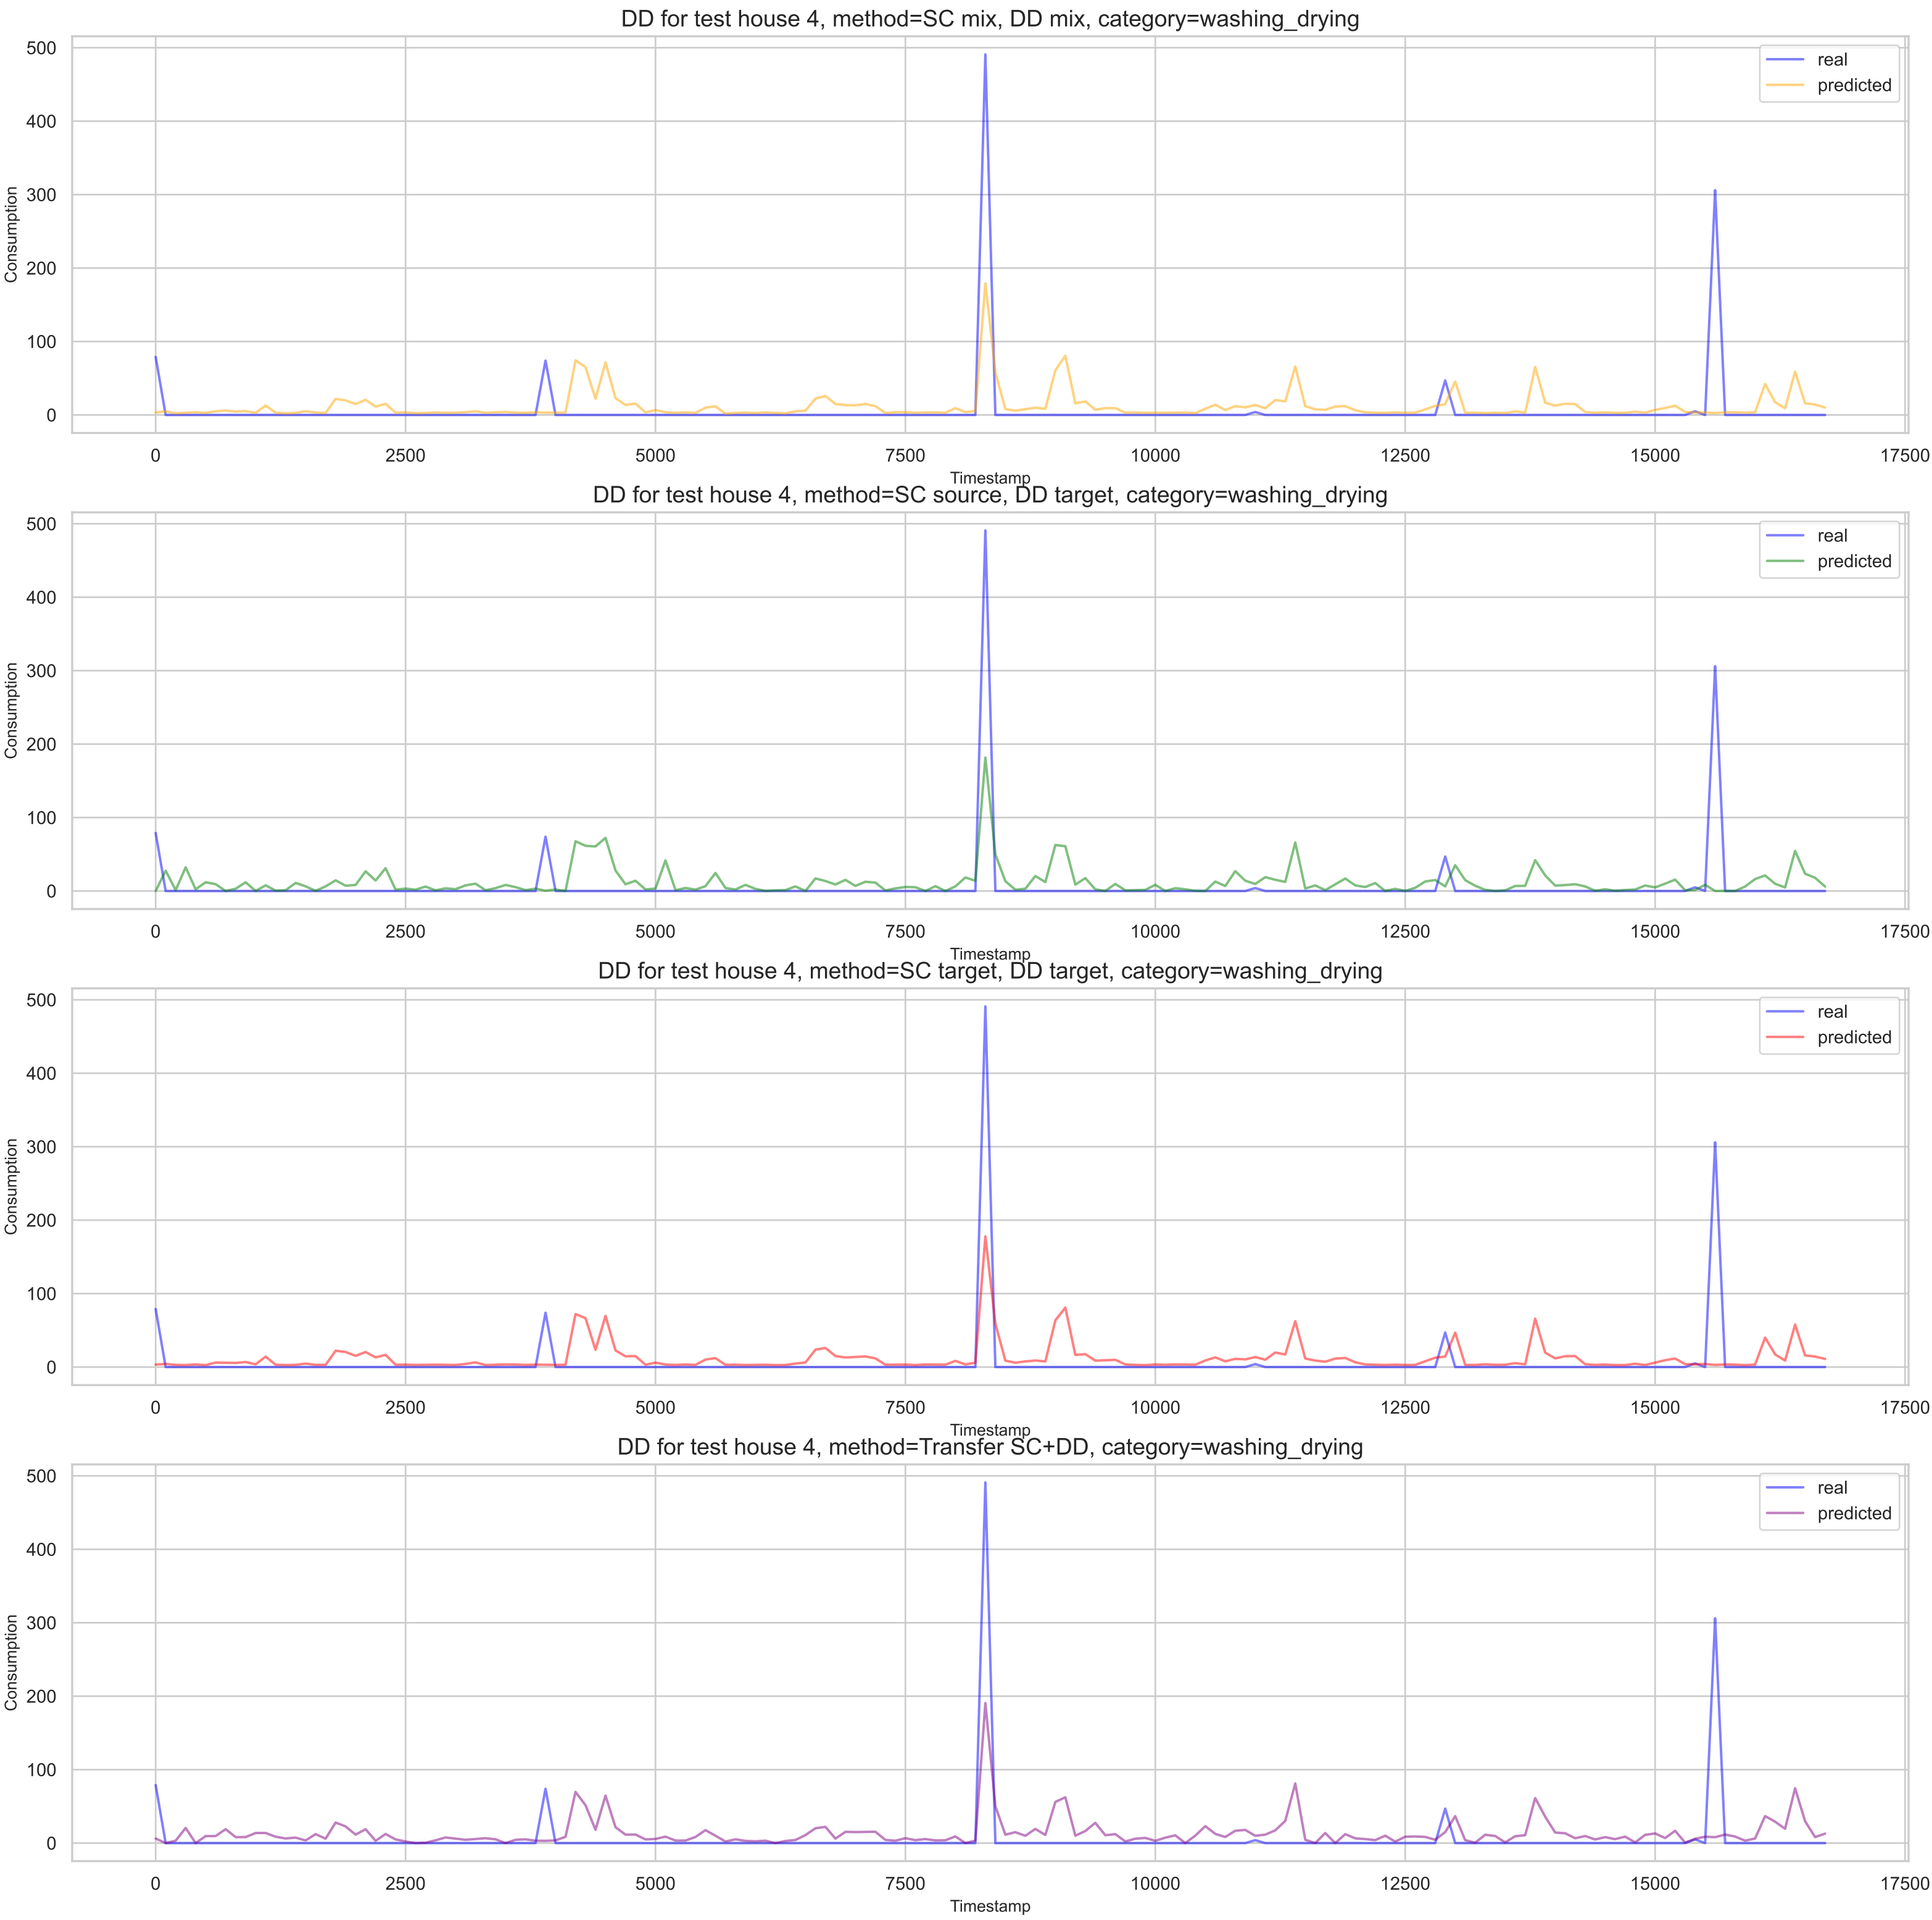 DD for test house 4, method=SC mix, DD mix, category=washing_drying
500
400
300
200
100
0
Consumption
real
predicted
0 2500 5000 7500 10000 12500 15000 17500
Timestamp
DD for test house 4, method=SC source, DD target, category=washing_drying
500
400
300
200
100
0
Consumption
real
predicted
0 2500 5000 7500 10000 12500 15000 17500
Timestamp
DD for test house 4, method=SC target, DD target, category=washing_drying
500
400
300
200
100
0
Consumption
real
predicted
0 2500 5000 7500 10000 12500 15000 17500
Timestamp
DD for test house 4, method=Transfer SC+DD, category=washing_drying
500
400
300
200
100
0
Consumption
real
predicted
0 2500 5000 7500 10000 12500 15000 17500
Timestamp